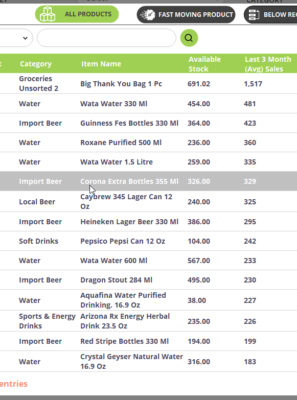 CATEGORY
ALL PRODUCTS
FAST MOVING PRODUCT
BELOW
Category Item Name Available Stock Last 3 Month (Avg) Sales
Groceries Unsorted 2 Big Thank You Bag 1 Pc 691.02 1,517
Water Wata Water 330 Ml 454.00 481
Import Beer Guinness Fes Bottles 330 Ml 364.00 423
Water Roxane Purified 500 Ml 236.00 360
Water Wata Water 1.5 Litre 259.00 335
Import Beer Corona Extra Bottles 355 Ml 326.00 329
Local Beer Caybrew 345 Lager Can 12 Oz 240.00 325
Import Beer Heineken Lager Beer 330 Ml 386.00 295
Soft Drinks Pepsico Pepsi Can 12 Oz 104.00 242
Water Wata Water 600 Ml 567.00 233
Import Beer Dragon Stout 284 Ml 495.00 230
Water Aquafina Water Purified Drinking. 16.9 Oz 38.00 227
Sports & Energy Drinks Arizona Rx Energy Herbal Drink 23.5 Oz 235.00 226
Import Beer Red Stripe Bottles 330 Ml 194.00 199
Water Crystal Geyser Natural Water 16.9 Oz 316.00 183
entries